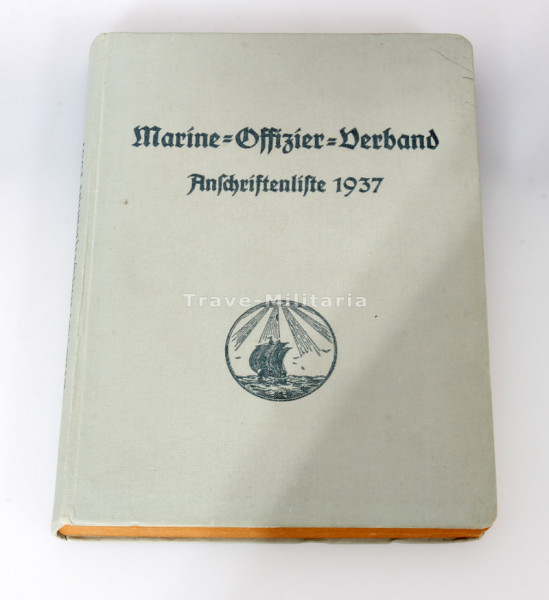 Marine=Offizier=Verband
Anschriftenliste 1937
Trave-Militaria